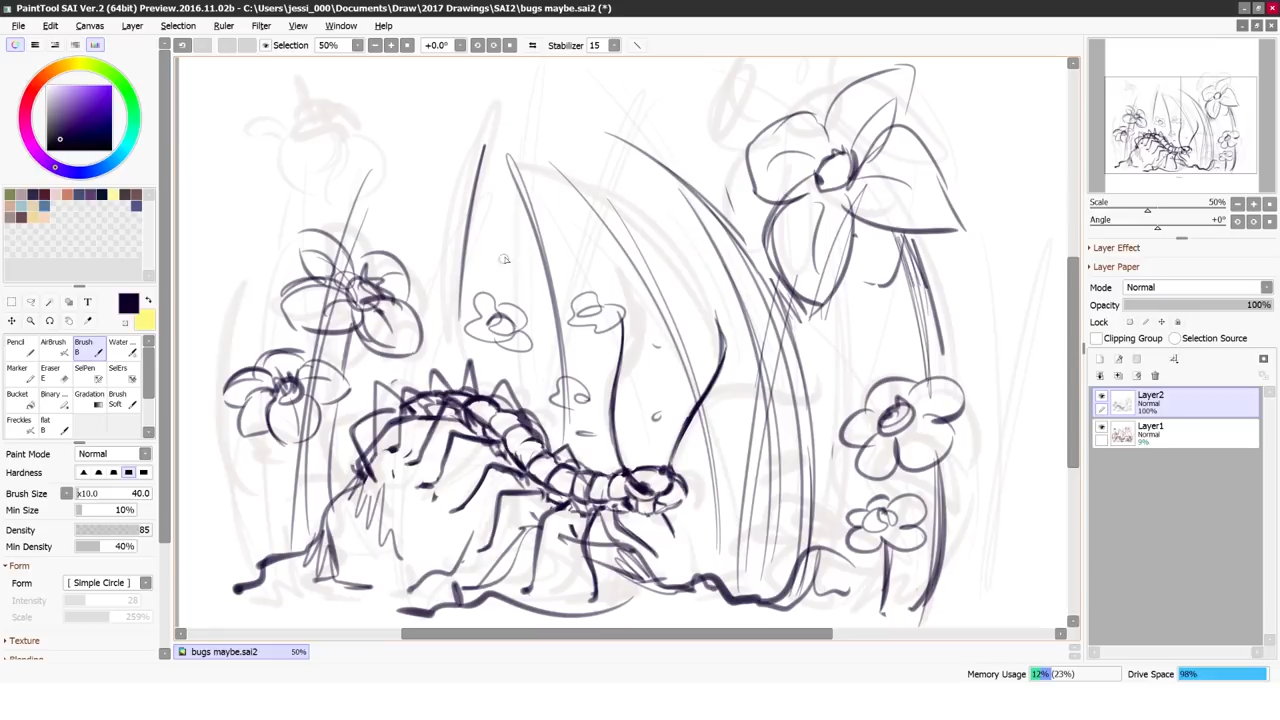 PaintTool SAI Ver.2 (64bit) Preview.2016.11.02b - C:\Users\jessi_000\Documents\Draw\2017 Drawings\SAI2\bugs maybe.sai2 (*)
File Edit Canvas Layer Selection Ruler Filter View Window Help
Selection 50% +0.0° Stabilizer 15
Scale 50%
Angle +0°
Layer Effect
Layer Paper
Mode Normal
Opacity 100%
Lock
Clipping Group Selection Source
Layer2
Normal
100%
Layer1
Normal
9%
T
Pencil AirBrush Brush Water ...
B
Marker Eraser SelPen SelErs
E
Bucket Binary ... Gradation Brush
Soft
Freckles flat
B
Paint Mode Normal
Hardness
Brush Size x10.0 40.0
Min Size 10%
Density 85
Min Density 40%
Form
Form [ Simple Circle ]
Intensity 28
Scale 259%
Texture
bugs maybe.sai2 50%
Memory Usage 12% (23%) Drive Space 98%